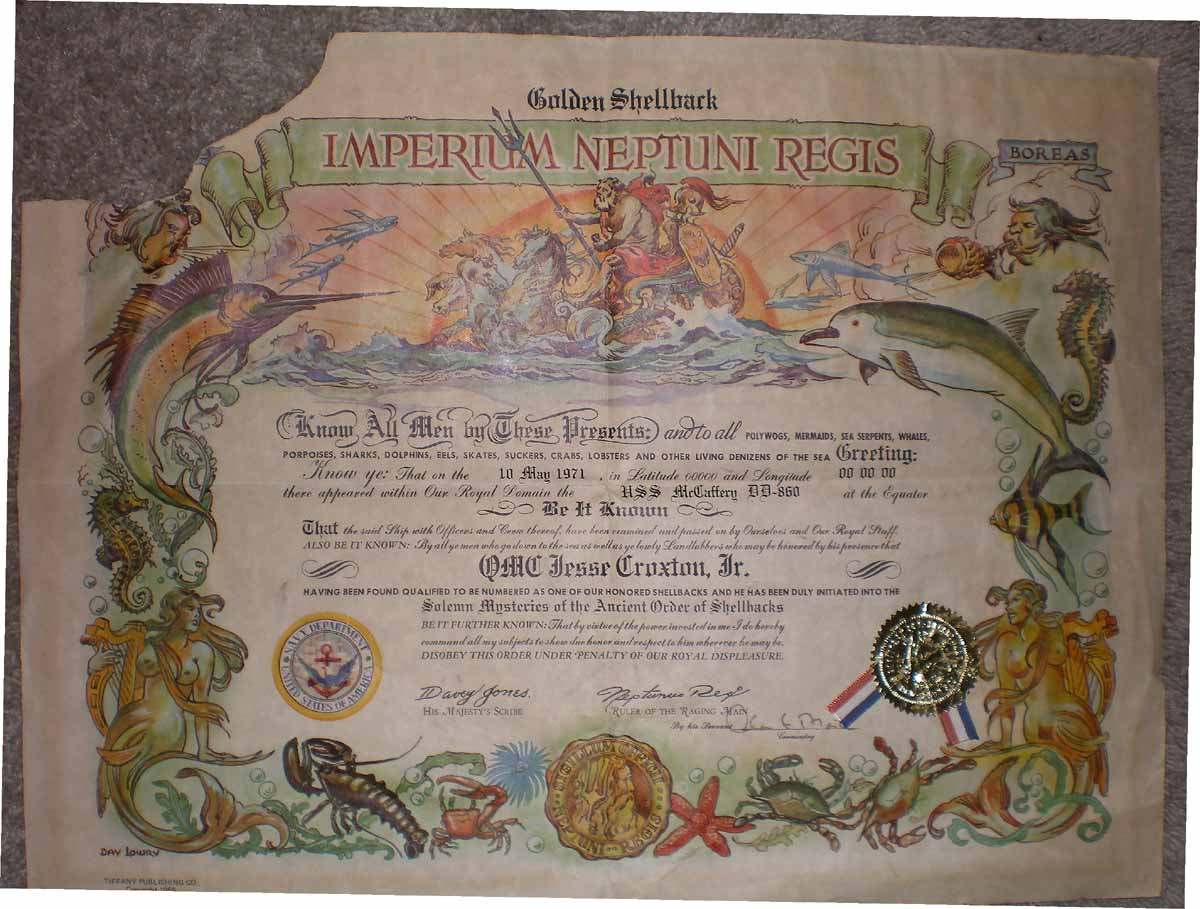 Golden Shellback
IMPERIUM NEPTUNI REGIS
BOREAS
Know All Men by These Presents: and to all POLYWOGS, MERMAIDS, SEA SERPENTS, WHALES,
PORPOISES, SHARKS, DOLPHINS, EELS, SKATES, SUCKERS, CRABS, LOBSTERS AND OTHER LIVING DENIZENS OF THE SEA Greeting:
Know ye: That on the 10 May 1971, in Latitude 00000 and Longitude 00 00 00
there appeared within Our Royal Domain the USS McCaffery DD-860 at the Equator
Be It Known
That the said Ship with Officers and Crew thereof, have been examined and passed on by Ourselves and Our Royal Staff.
ALSO BE IT KNOWN: By all ye men who go down to the sea as well as ye lowly Landlubbers who may be honored by his presence that
QMC Jesse Croxton, Jr.
HAVING BEEN FOUND QUALIFIED TO BE NUMBERED AS ONE OF OUR HONORED SHELLBACKS AND HE HAS BEEN DULY INITIATED INTO THE
Solemn Mysteries of the Ancient Order of Shellbacks
BE IT FURTHER KNOWN: That by virtue of the power invested in me I do hereby
command all my subjects to show due honor and respect to him wherever he may be.
DISOBEY THIS ORDER UNDER PENALTY OF OUR ROYAL DISPLEASURE.
NAVY DEPARTMENT
UNITED STATES OF AMERICA
Davey Jones.
HIS MAJESTY'S SCRIBE
Neptunus Rex
RULER OF THE RAGING MAIN
By his Servant
Commanding
DAY LOWRY
TIFFANY PUBLISHING CO